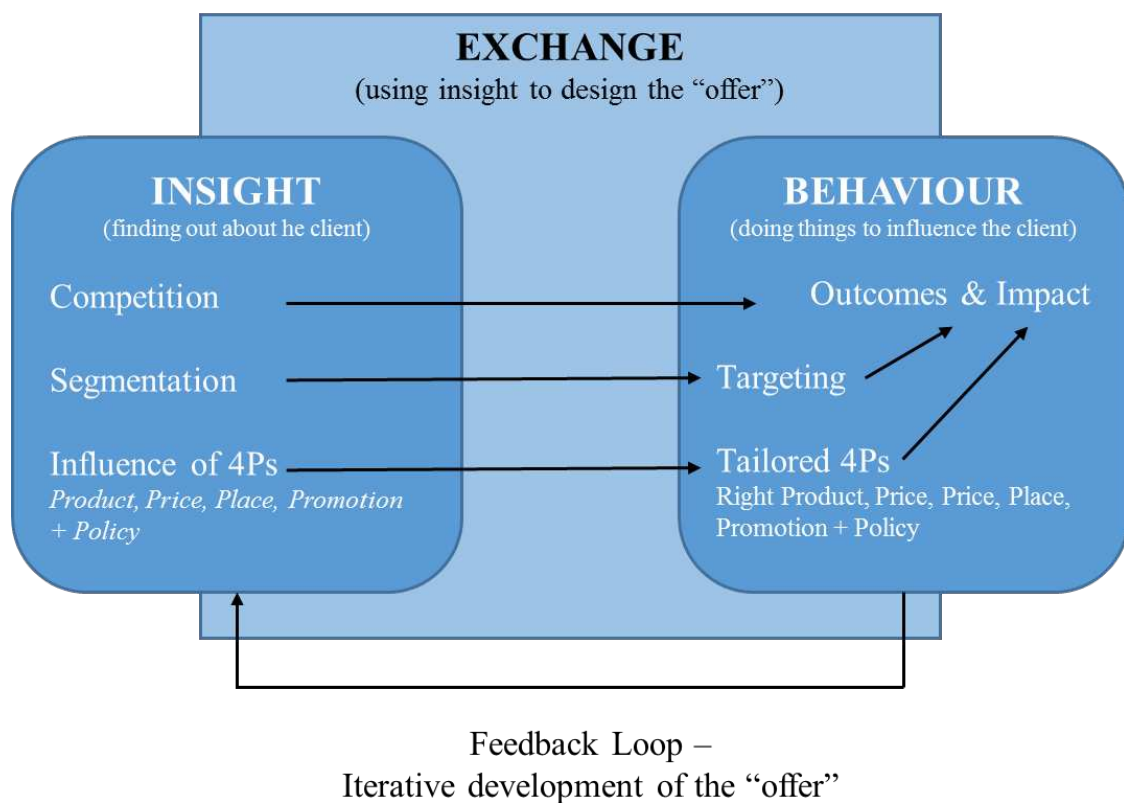 EXCHANGE
(using insight to design the “offer”)
INSIGHT
(finding out about he client)
Competition
Segmentation
Influence of 4Ps
Product, Price, Place, Promotion
+ Policy
BEHAVIOUR
(doing things to influence the client)
Outcomes & Impact
Targeting
Tailored 4Ps
Right Product, Price, Price, Place,
Promotion + Policy
Feedback Loop –
Iterative development of the “offer”